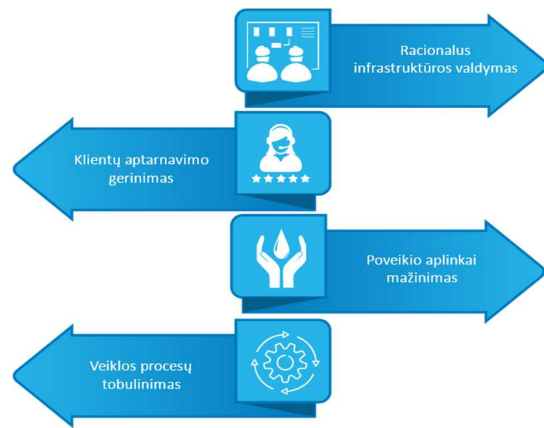 Racionalus
infrastruktūros valdymas
Klientų aptarnavimo
gerinimas
Poveikio aplinkai
mažinimas
Veiklos procesų
tobulinimas